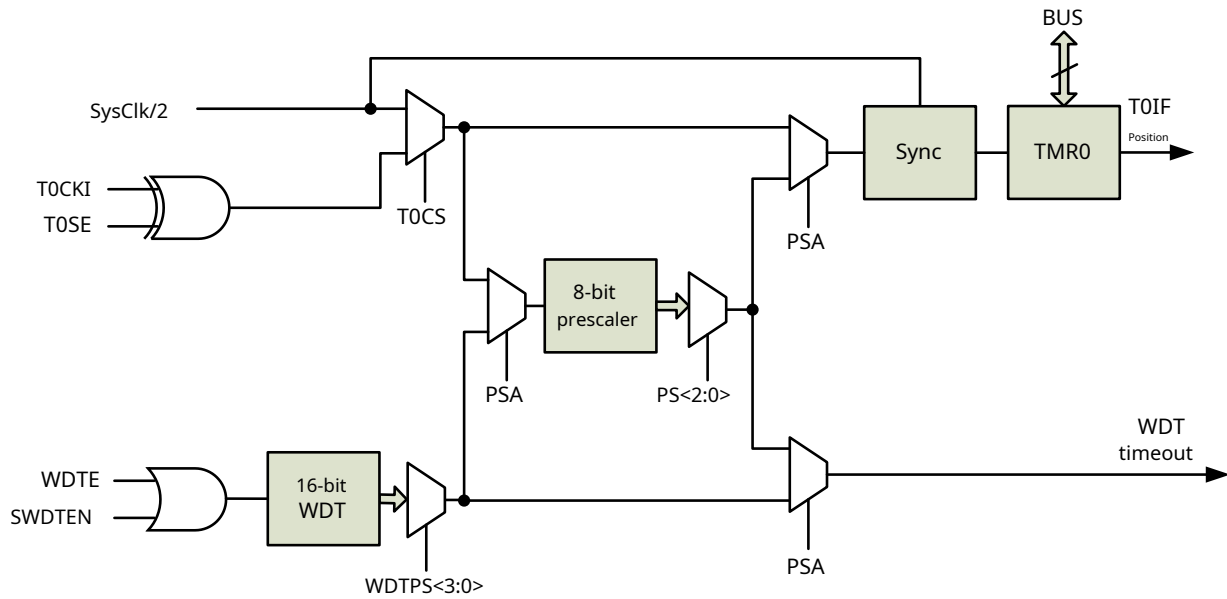 BUS
SysClk/2
T0IF
Position
Sync
TMR0
T0CKI
T0SE
T0CS
PSA
8-bit
prescaler
PSA
PS<2:0>
WDT
timeout
WDTE
SWDTEN
16-bit
WDT
WDTPS<3:0>
PSA